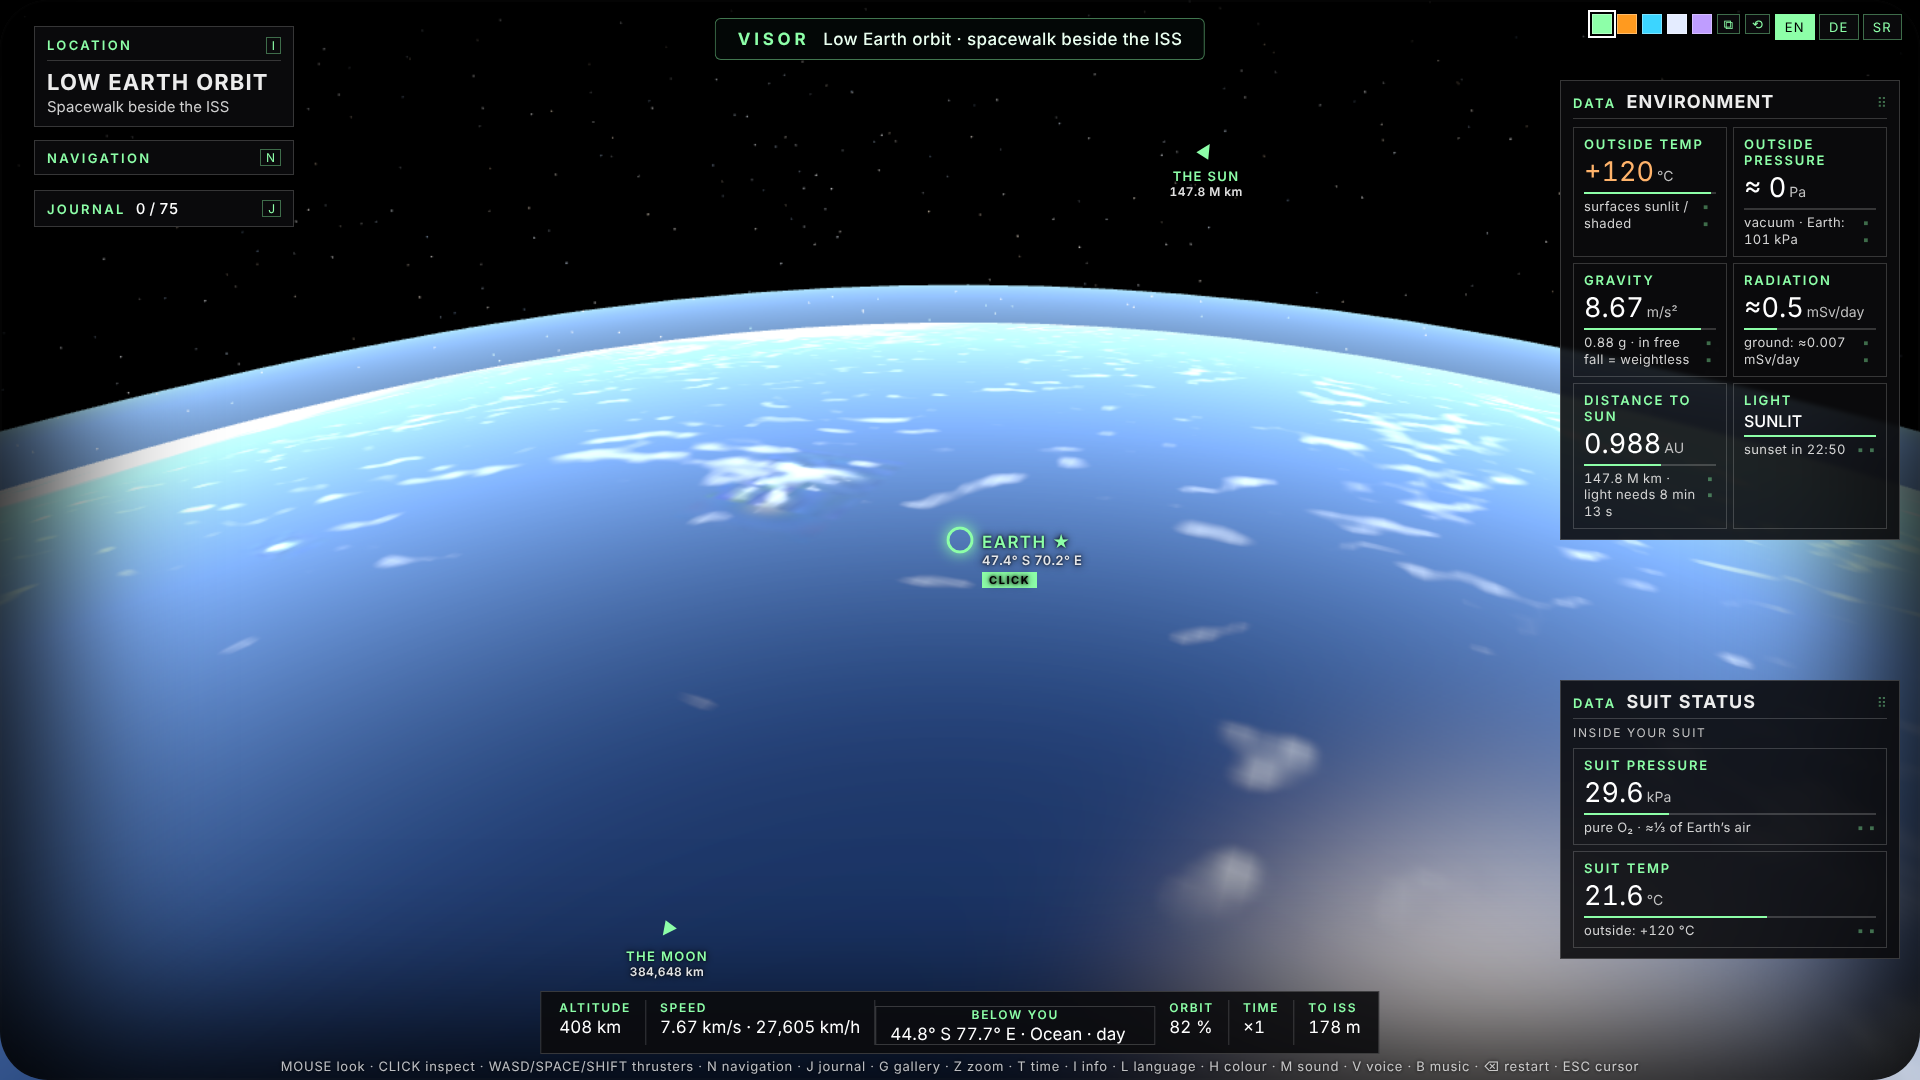 LOCATION I
LOW EARTH ORBIT
Spacewalk beside the ISS
NAVIGATION N
JOURNAL 0 / 75 J
VISOR Low Earth orbit · spacewalk beside the ISS
⧉ ⟲ EN DE SR
THE SUN
147.8 M km
EARTH ★
47.4° S 70.2° E
CLICK
THE MOON
384,648 km
DATA ENVIRONMENT
OUTSIDE TEMP
+120 °C
surfaces sunlit /
shaded
OUTSIDE
PRESSURE
≈ 0 Pa
vacuum · Earth:
101 kPa
GRAVITY
8.67 m/s²
0.88 g · in free
fall = weightless
RADIATION
≈0.5 mSv/day
ground: ≈0.007
mSv/day
DISTANCE TO
SUN
0.988 AU
147.8 M km ·
light needs 8 min
13 s
LIGHT
SUNLIT
sunset in 22:50
DATA SUIT STATUS
INSIDE YOUR SUIT
SUIT PRESSURE
29.6 kPa
pure O₂ · ≈⅓ of Earth's air
SUIT TEMP
21.6 °C
outside: +120 °C
ALTITUDE
408 km
SPEED
7.67 km/s · 27,605 km/h
BELOW YOU
44.8° S 77.7° E · Ocean · day
ORBIT
82 %
TIME
×1
TO ISS
178 m
MOUSE look · CLICK inspect · WASD/SPACE/SHIFT thrusters · N navigation · J journal · G gallery · Z zoom · T time · I info · L language · H colour · M sound · V voice · B music · ⌫ restart · ESC cursor